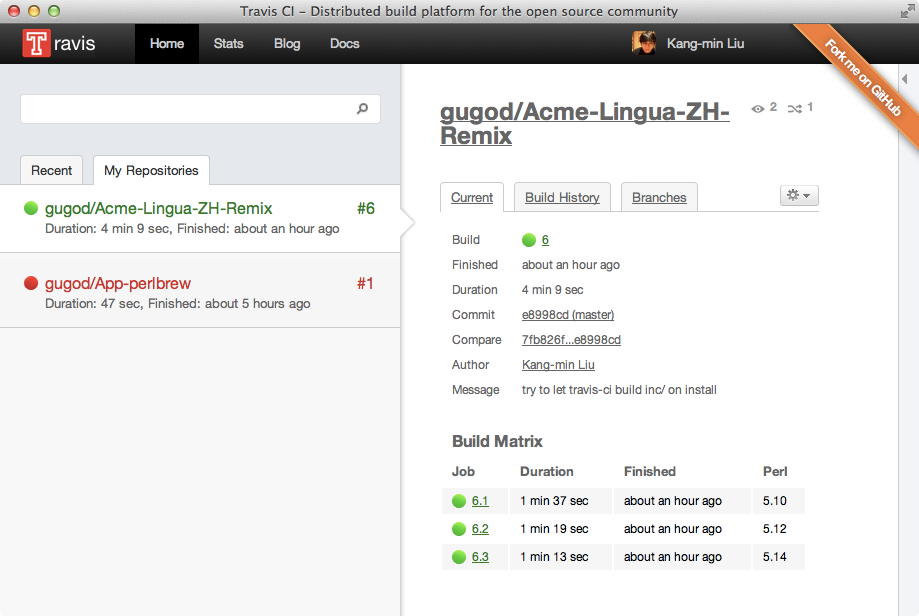 Travis CI – Distributed build platform for the open source community
Travis
Home
Stats
Blog
Docs
Kang-min Liu
Fork me on GitHub
Recent
My Repositories
gugod/Acme-Lingua-ZH-Remix #6
Duration: 4 min 9 sec, Finished: about an hour ago
gugod/App-perlbrew #1
Duration: 47 sec, Finished: about 5 hours ago
gugod/Acme-Lingua-ZH-
Remix
2 1
Current
Build History
Branches
Build 6
Finished about an hour ago
Duration 4 min 9 sec
Commit e8998cd (master)
Compare 7fb826f...e8998cd
Author Kang-min Liu
Message try to let travis-ci build inc/ on install
Build Matrix
Job Duration Finished Perl
6.1 1 min 37 sec about an hour ago 5.10
6.2 1 min 19 sec about an hour ago 5.12
6.3 1 min 13 sec about an hour ago 5.14